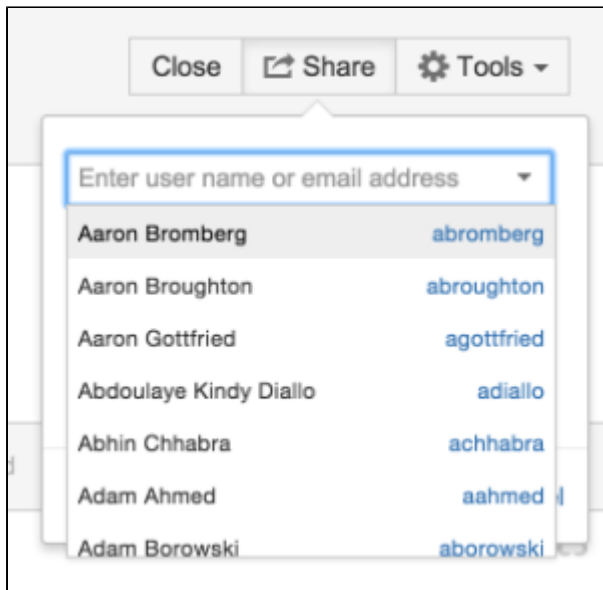 Close Share Tools
Enter user name or email address
Aaron Bromberg abromberg
Aaron Broughton abroughton
Aaron Gottfried agottfried
Abdoulaye Kindy Diallo adiallo
Abhin Chhabra achhabra
Adam Ahmed aahmed
Adam Borowski aborowski